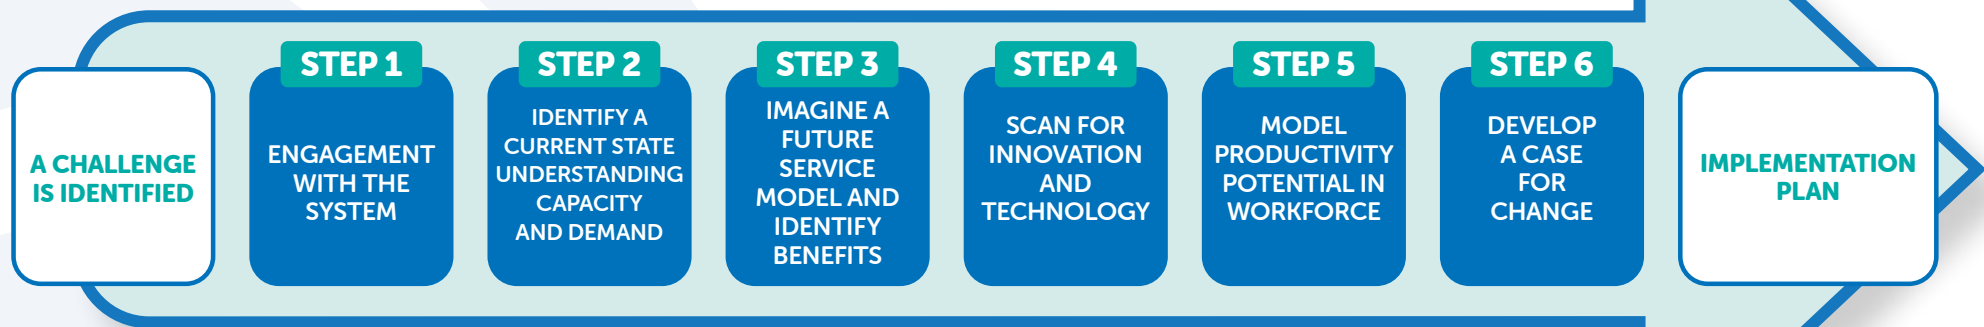 A CHALLENGE
IS IDENTIFIED
STEP 1
ENGAGEMENT
WITH THE
SYSTEM
STEP 2
IDENTIFY A
CURRENT STATE
UNDERSTANDING
CAPACITY
AND DEMAND
STEP 3
IMAGINE A
FUTURE
SERVICE
MODEL AND
IDENTIFY
BENEFITS
STEP 4
SCAN FOR
INNOVATION
AND
TECHNOLOGY
STEP 5
MODEL
PRODUCTIVITY
POTENTIAL IN
WORKFORCE
STEP 6
DEVELOP
A CASE
FOR
CHANGE
IMPLEMENTATION
PLAN